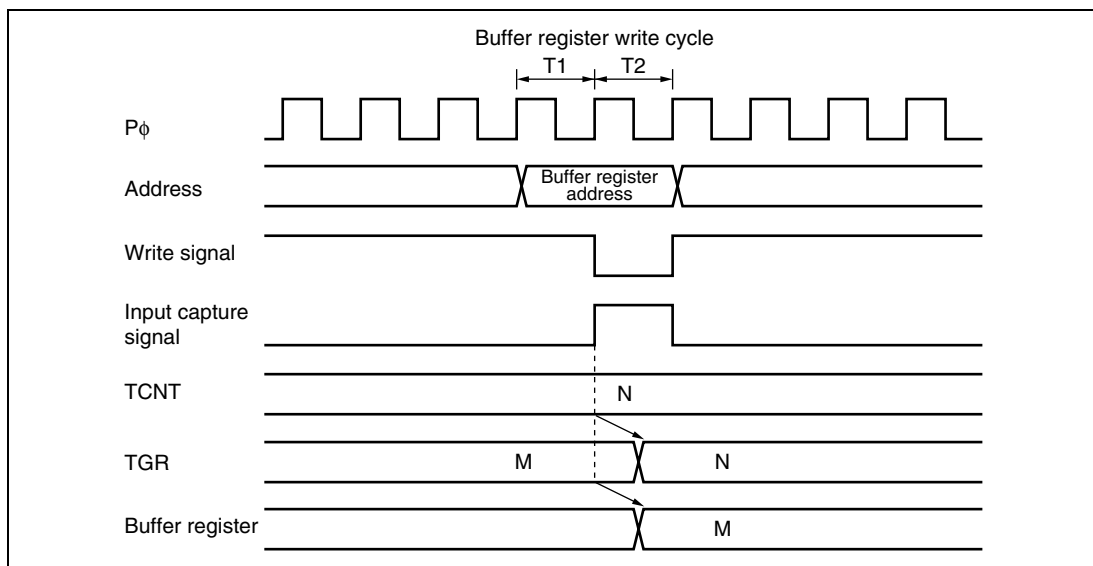 Buffer register write cycle
T1 T2
Pϕ
Address
Buffer register
address
Write signal
Input capture
signal
TCNT
N
TGR
M N
Buffer register
M